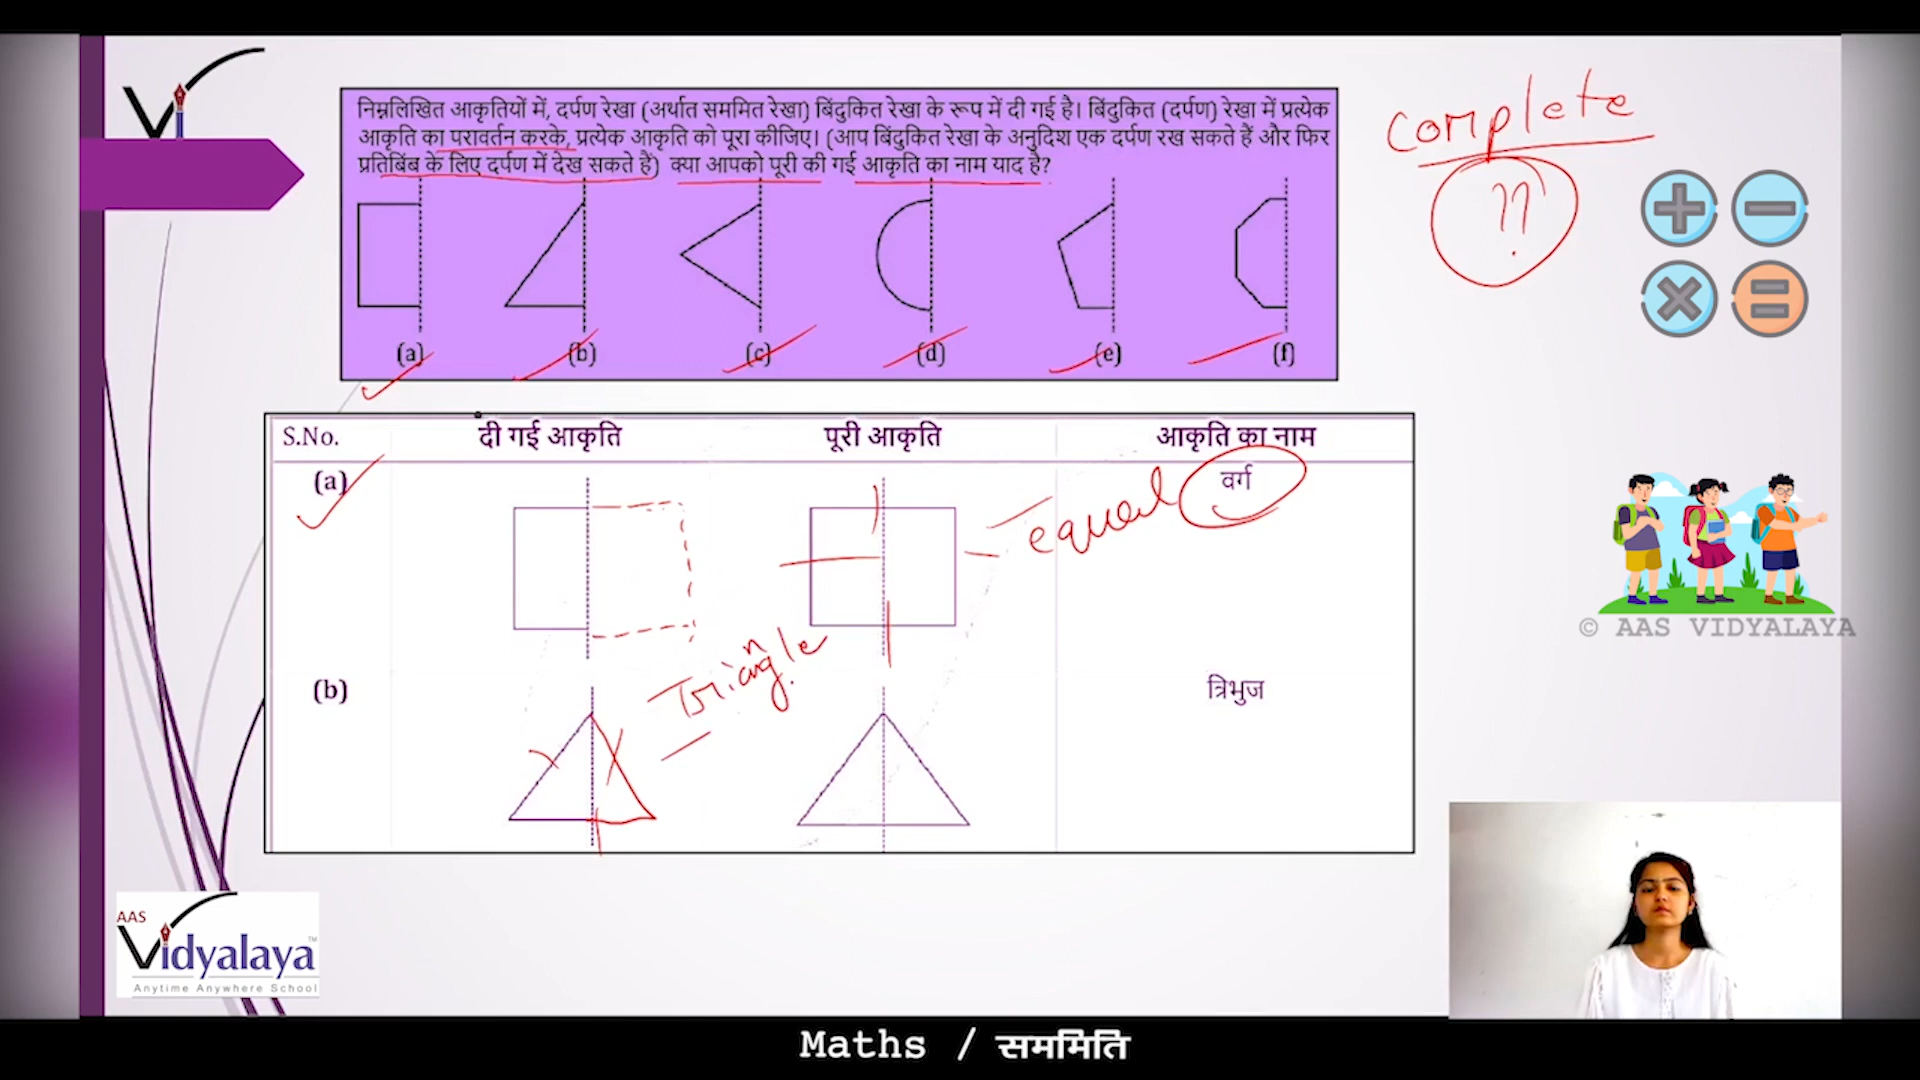 निम्नलिखित आकृतियों में, दर्पण रेखा (अर्थात सममित रेखा) बिंदुकित रेखा के रूप में दी गई है। बिंदुकित (दर्पण) रेखा में प्रत्येक
आकृति का परावर्तन करके, प्रत्येक आकृति को पूरा कीजिए। (आप बिंदुकित रेखा के अनुदिश एक दर्पण रख सकते हैं और फिर
प्रतिबिंब के लिए दर्पण में देख सकते हैं) क्या आपको पूरी की गई आकृति का नाम याद है?
(a) (b) (c) (d) (e) (f)
complete
??
S.No. दी गई आकृति पूरी आकृति आकृति का नाम
(a) वर्ग
equal
(b) त्रिभुज
Triangle
© AAS VIDYALAYA
AAS
Vidyalaya™
Anytime Anywhere School
Maths / सममिति